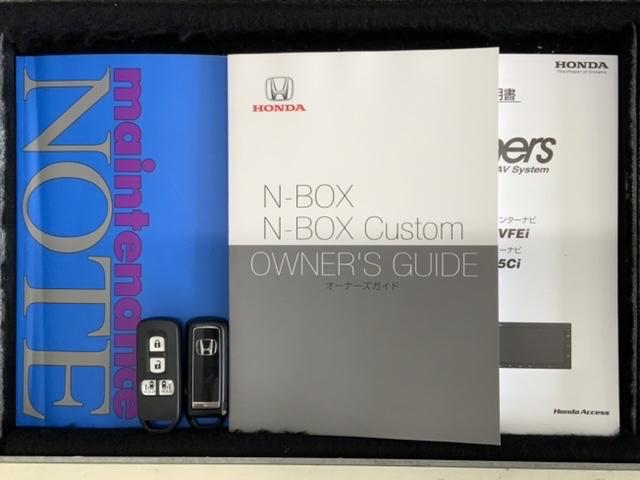 maintenance
NOTE
HONDA
N-BOX
N-BOX Custom
OWNER'S GUIDE
オーナーズガイド
HONDA
The Power of Dreams
明書
ers
AV System
ンターナビ
VFEi
ーナビ
5Ci
Honda Access
HOLD
HOLD